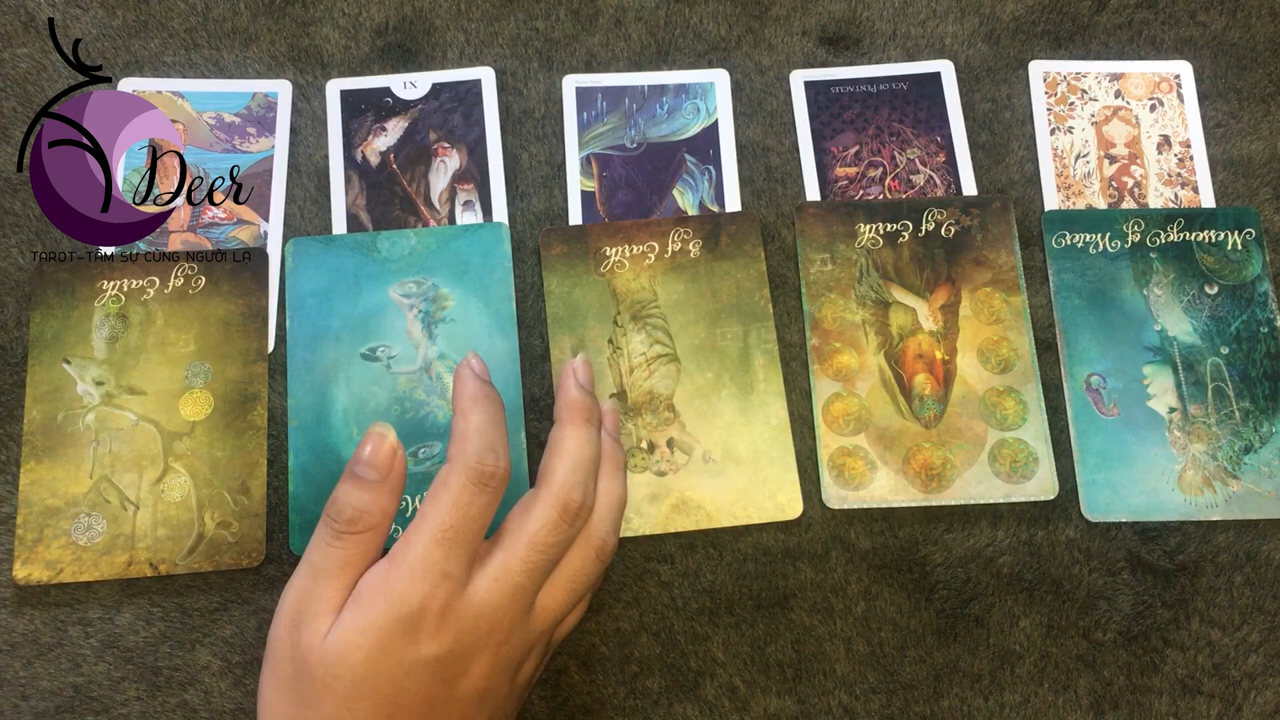 Deer
TAROT-TÂM SỰ CÙNG NGƯỜI LẠ
IX
ACE OF PENTACLES
6 of Earth
3 of Earth
9 of Earth
Messenger of Water